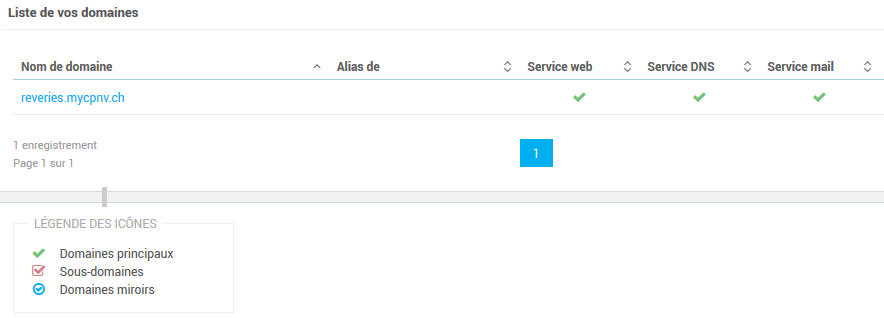 Liste de vos domaines
Nom de domaine Alias de Service web Service DNS Service mail
reveries.mycpnv.ch
1 enregistrement
Page 1 sur 1
1
LÉGENDE DES ICÔNES
Domaines principaux
Sous-domaines
Domaines miroirs